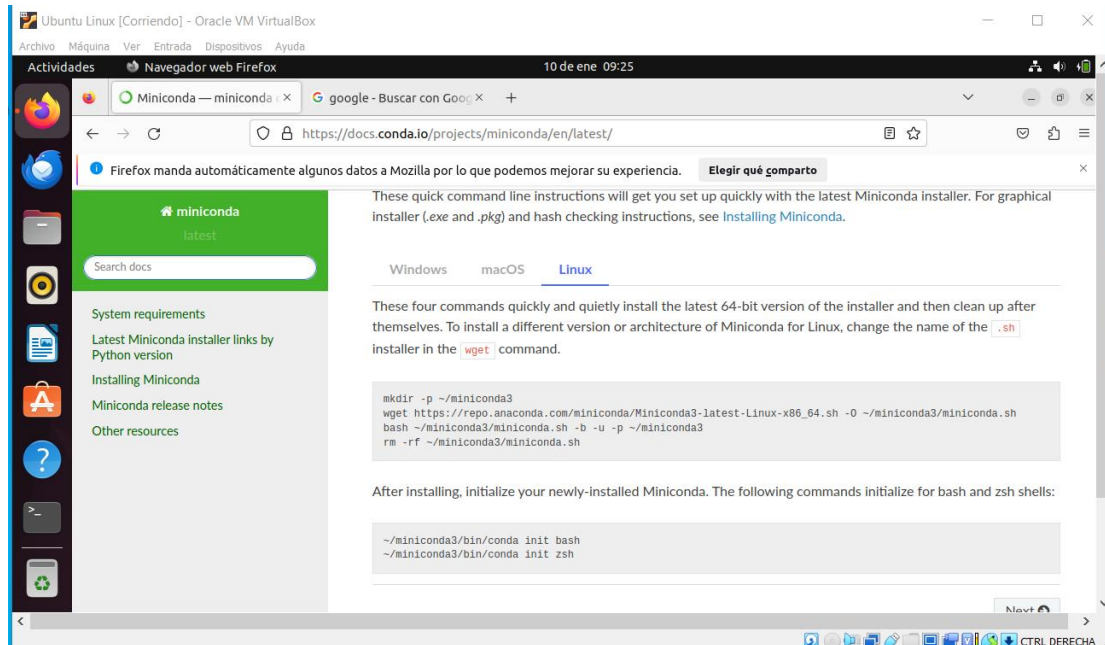 Ubuntu Linux [Corriendo] - Oracle VM VirtualBox
Archivo Máquina Ver Entrada Dispositivos Ayuda
Actividades Navegador web Firefox 10 de ene 09:25
Miniconda — miniconda google - Buscar con Goog
https://docs.conda.io/projects/miniconda/en/latest/
Firefox manda automáticamente algunos datos a Mozilla por lo que podemos mejorar su experiencia. Elegir qué comparto
miniconda
latest
Search docs
System requirements
Latest Miniconda installer links by
Python version
Installing Miniconda
Miniconda release notes
Other resources
These quick command line instructions will get you set up quickly with the latest Miniconda installer. For graphical
installer (.exe and .pkg) and hash checking instructions, see Installing Miniconda.
Windows macOS Linux
These four commands quickly and quietly install the latest 64-bit version of the installer and then clean up after
themselves. To install a different version or architecture of Miniconda for Linux, change the name of the .sh
installer in the wget command.
mkdir -p ~/miniconda3
wget https://repo.anaconda.com/miniconda/Miniconda3-latest-Linux-x86_64.sh -O ~/miniconda3/miniconda.sh
bash ~/miniconda3/miniconda.sh -b -u -p ~/miniconda3
rm -rf ~/miniconda3/miniconda.sh
After installing, initialize your newly-installed Miniconda. The following commands initialize for bash and zsh shells:
~/miniconda3/bin/conda init bash
~/miniconda3/bin/conda init zsh
Next
CTRL DERECHA